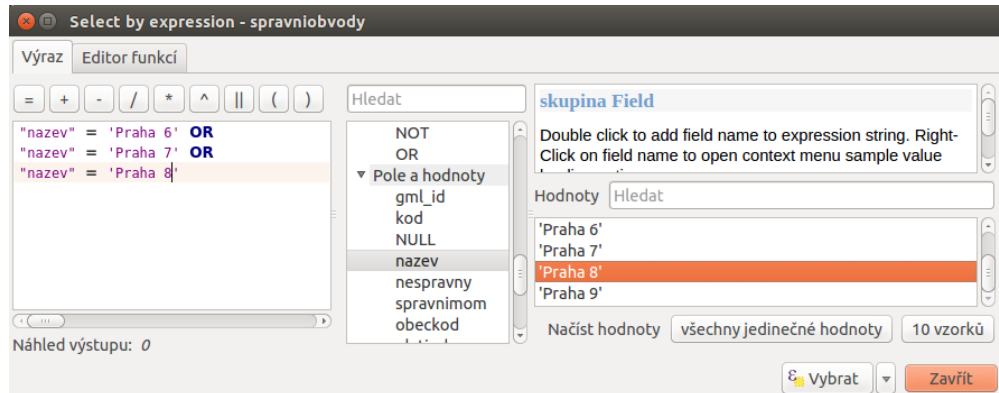 Select by expression - spravniobvody
Výraz
Editor funkcí
= + - / * ^ || ( )
"nazev" = 'Praha 6' OR
"nazev" = 'Praha 7' OR
"nazev" = 'Praha 8'
Náhled výstupu: 0
Hledat
NOT
OR
Pole a hodnoty
gml_id
kod
NULL
nazev
nespravny
spravnimom
obeckod
skupina Field
Double click to add field name to expression string. Right-
Click on field name to open context menu sample value
Hodnoty Hledat
'Praha 6'
'Praha 7'
'Praha 8'
'Praha 9'
Načíst hodnoty všechny jedinečné hodnoty 10 vzorků
Vybrat Zavřít